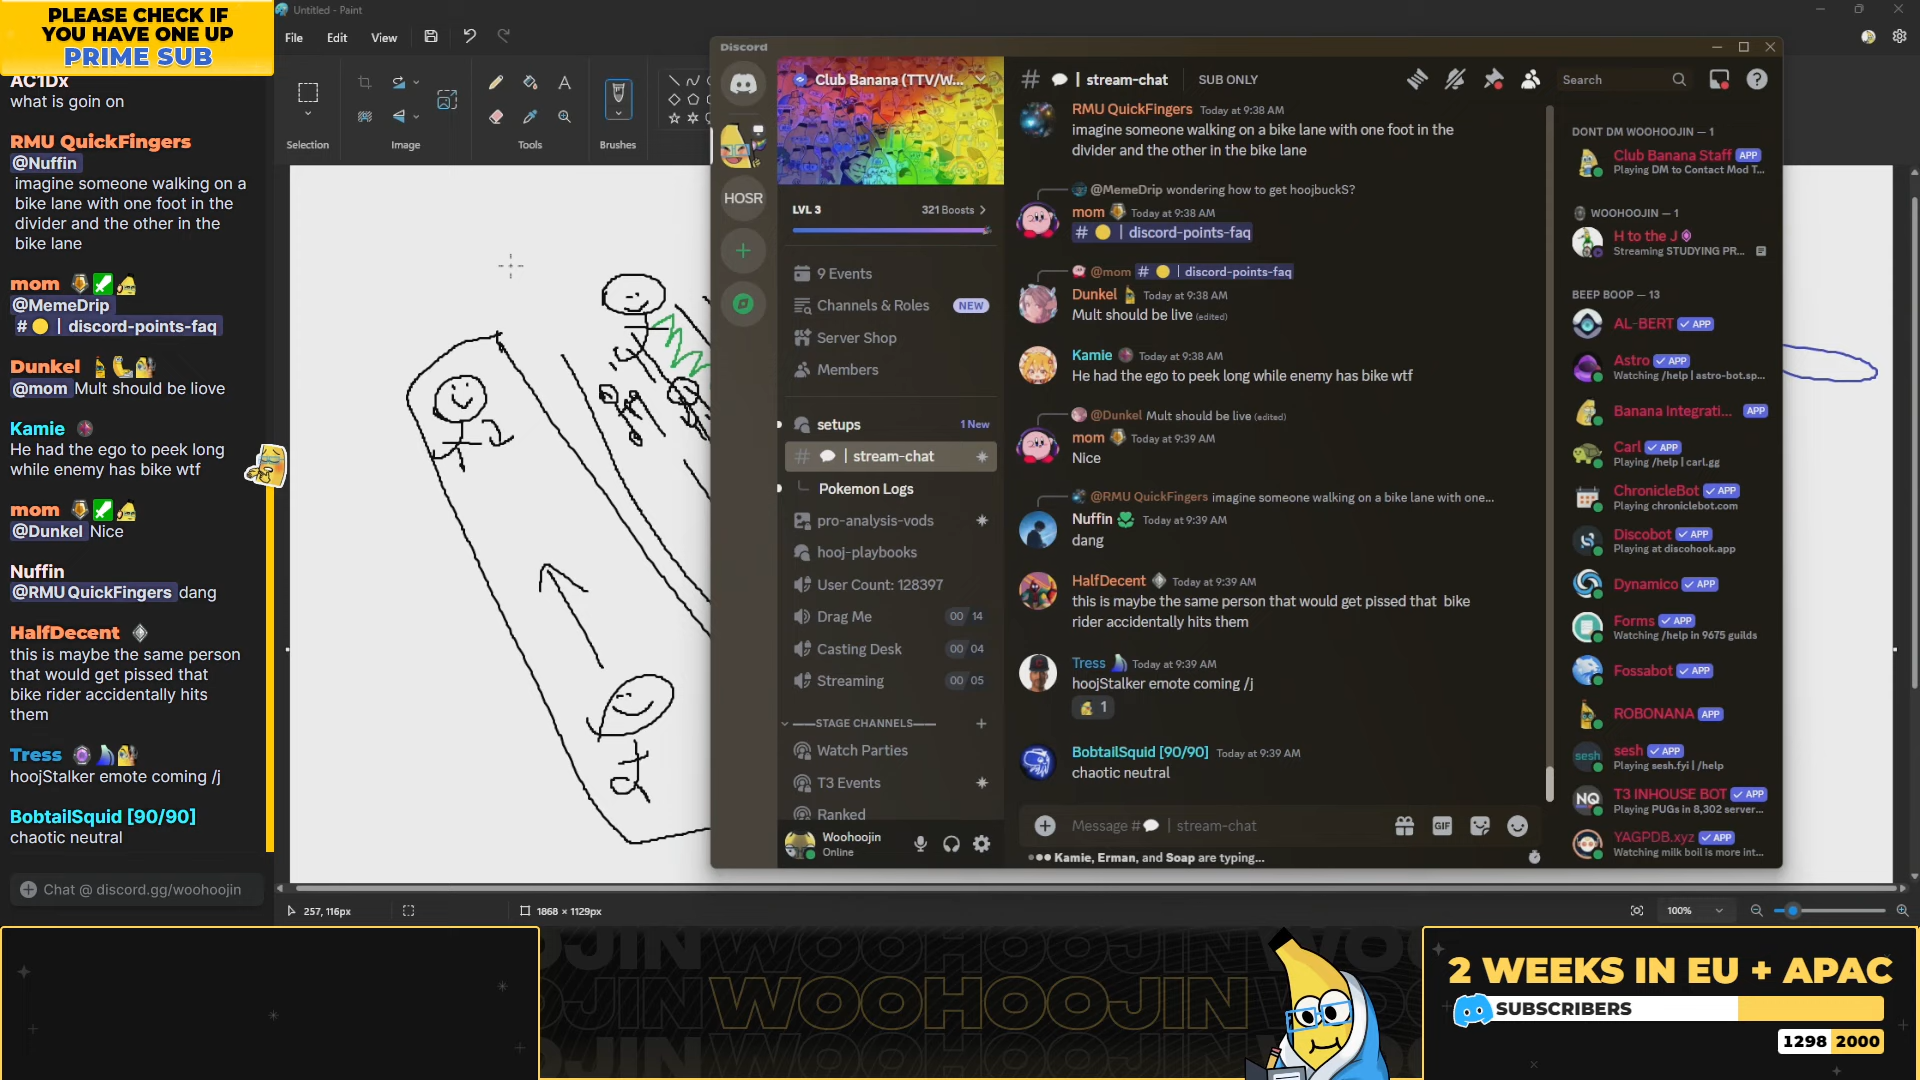 PLEASE CHECK IF
YOU HAVE ONE UP
PRIME SUB
AC1Dx
what is goin on
RMU QuickFingers
@Nuffin
imagine someone walking on a
bike lane with one foot in the
divider and the other in the
bike lane
mom
@MemeDrip
# | discord-points-faq
Dunkel
@mom Mult should be liove
Kamie
He had the ego to peek long
while enemy has bike wtf
mom
@Dunkel Nice
Nuffin
@RMU QuickFingers dang
HalfDecent
this is maybe the same person
that would get pissed that
bike rider accidentally hits
them
Tress
hoojStalker emote coming /j
BobtailSquid [90/90]
chaotic neutral
Chat @ discord.gg/woohoojin
Untitled - Paint
File Edit View
Selection Image Tools Brushes
257, 116px
1868 × 1129px
100%
Discord
HOSR
Club Banana (TTV/W...
LVL 3 321 Boosts
9 Events
Channels & Roles NEW
Server Shop
Members
setups 1 New
# | stream-chat
Pokemon Logs
pro-analysis-vods
hooj-playbooks
User Count: 128397
Drag Me 00 14
Casting Desk 00 04
Streaming 00 05
——STAGE CHANNELS——
Watch Parties
T3 Events
Ranked
Woohoojin
Online
# | stream-chat SUB ONLY
Search
RMU QuickFingers Today at 9:38 AM
imagine someone walking on a bike lane with one foot in the
divider and the other in the bike lane
@MemeDrip wondering how to get hoojbuckS?
mom Today at 9:38 AM
# | discord-points-faq
@mom # | discord-points-faq
Dunkel Today at 9:38 AM
Mult should be live (edited)
Kamie Today at 9:38 AM
He had the ego to peek long while enemy has bike wtf
@Dunkel Mult should be live (edited)
mom Today at 9:39 AM
Nice
@RMU QuickFingers imagine someone walking on a bike lane with one...
Nuffin Today at 9:39 AM
dang
HalfDecent Today at 9:39 AM
this is maybe the same person that would get pissed that bike
rider accidentally hits them
Tress Today at 9:39 AM
hoojStalker emote coming /j
1
BobtailSquid [90/90] Today at 9:39 AM
chaotic neutral
Message # | stream-chat
GIF
Kamie, Erman, and Soap are typing...
DONT DM WOOHOOJIN — 1
Club Banana Staff APP
Playing DM to Contact Mod T...
WOOHOOJIN — 1
H to the J
Streaming STUDYING PR...
BEEP BOOP — 13
AL-BERT APP
Astro APP
Watching /help | astro-bot.sp...
Banana Integrati... APP
Carl APP
Playing /help | carl.gg
ChronicleBot APP
Playing chroniclebot.com
Discobot APP
Playing at discohook.app
Dynamico APP
Forms APP
Watching /help in 9675 guilds
Fossabot APP
ROBONANA APP
sesh APP
Playing sesh.fyi | /help
NQ
T3 INHOUSE BOT APP
Playing PUGs in 8,302 server...
YAGPDB.xyz APP
Watching milk boil is more int...
WOOHOOJIN
2 WEEKS IN EU + APAC
SUBSCRIBERS
1298 2000